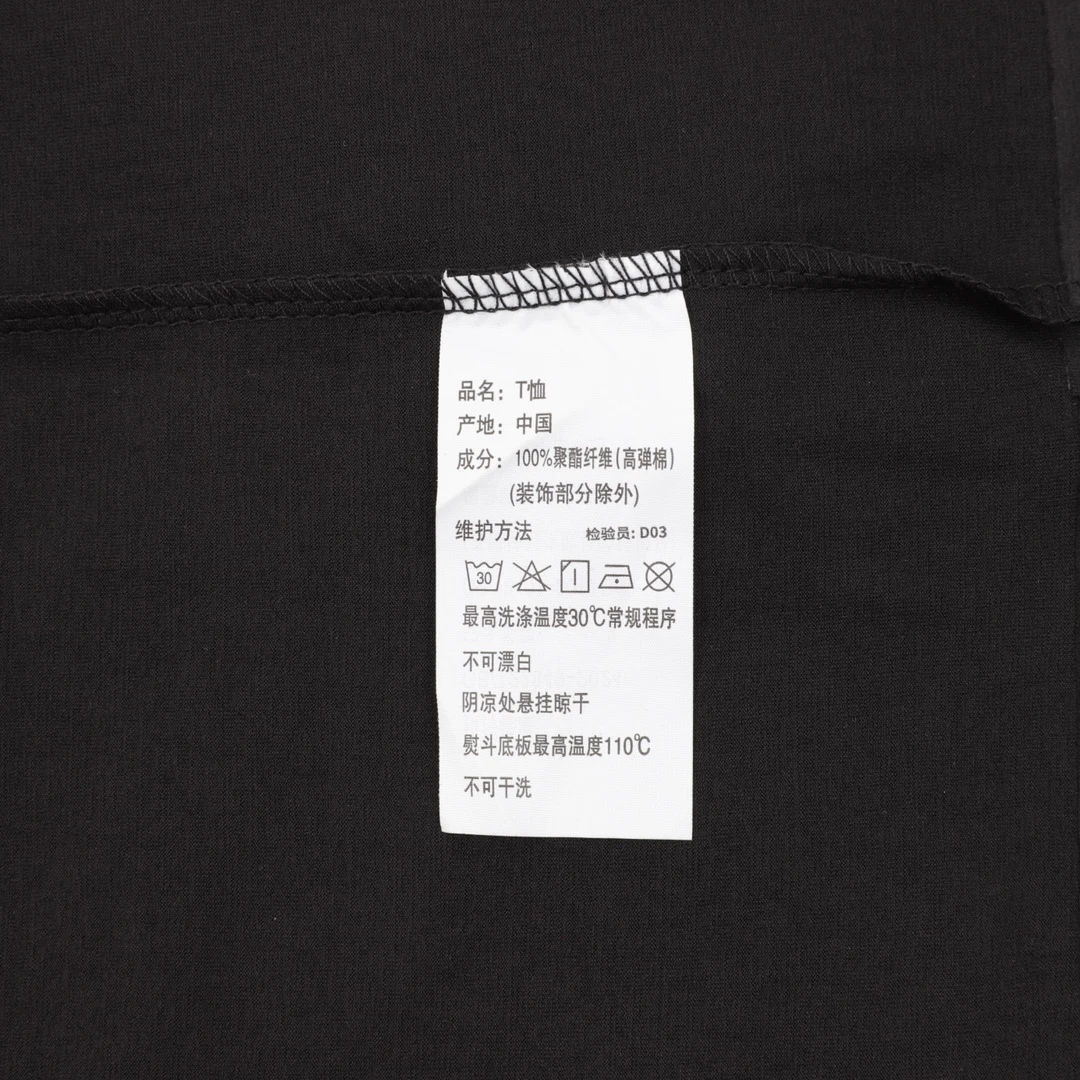 品名：T恤
产地：中国
成分：100%聚酯纤维(高弹棉)
(装饰部分除外)
维护方法 检验员: D03
30
最高洗涤温度30℃常规程序
不可漂白
阴凉处悬挂晾干
熨斗底板最高温度110℃
不可干洗